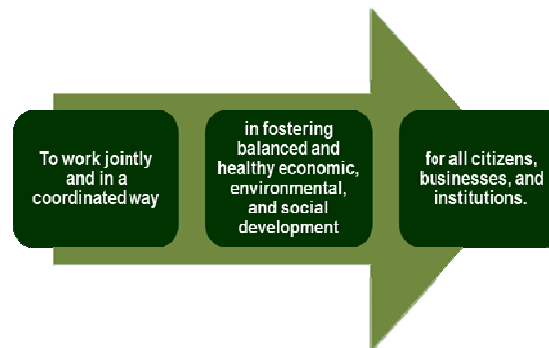 To work jointly
and in a
coordinated way
in fostering
balanced and
healthy economic,
environmental,
and social
development
for all citizens,
businesses, and
institutions.